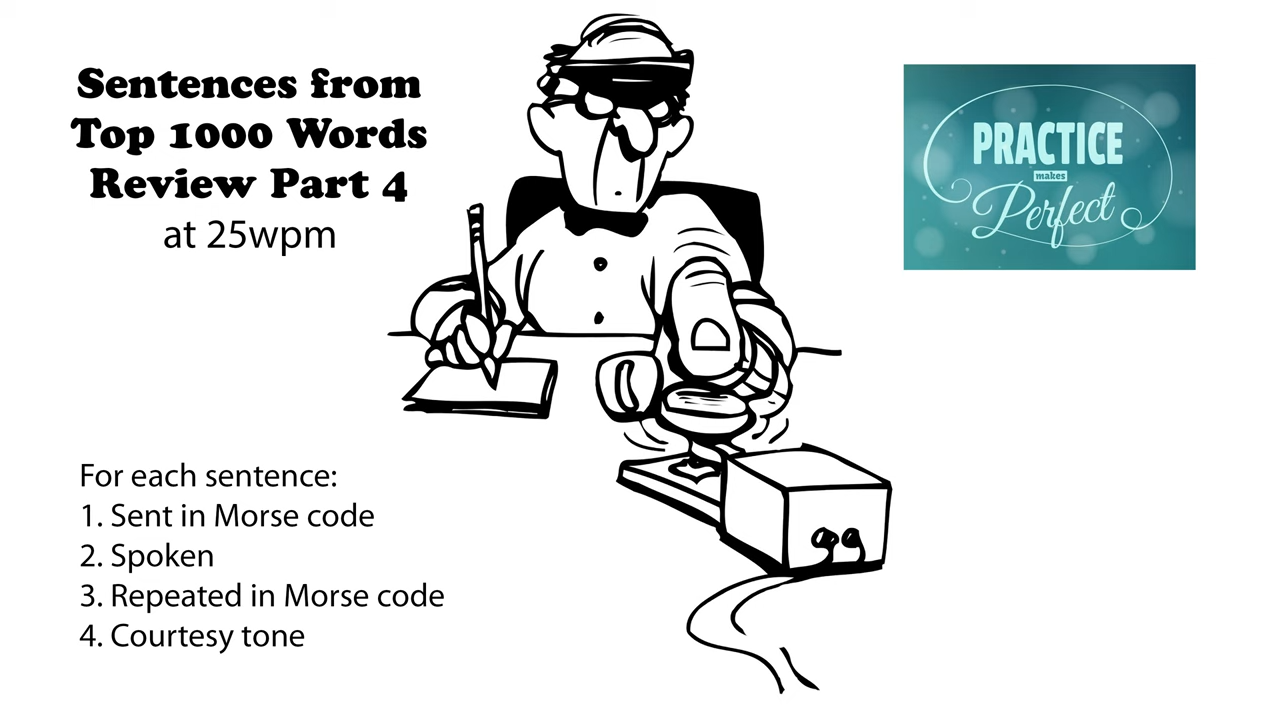 Sentences from
Top 1000 Words
Review Part 4
at 25wpm
PRACTICE
makes
Perfect
For each sentence:
1. Sent in Morse code
2. Spoken
3. Repeated in Morse code
4. Courtesy tone